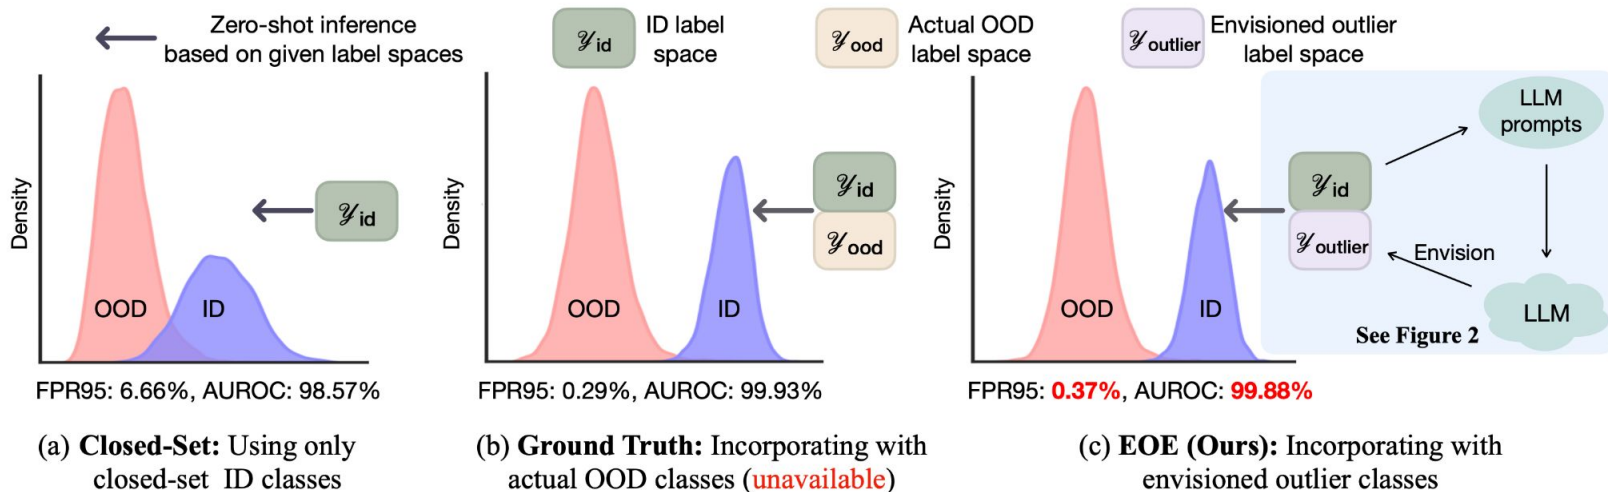 Zero-shot inference
based on given label spaces
𝒴id
ID label
space
𝒴ood
Actual OOD
label space
𝒴outlier
Envisioned outlier
label space
Density
OOD
ID
𝒴id
FPR95: 6.66%, AUROC: 98.57%
(a) Closed-Set: Using only
closed-set ID classes
Density
OOD
ID
𝒴id
𝒴ood
FPR95: 0.29%, AUROC: 99.93%
(b) Ground Truth: Incorporating with
actual OOD classes (unavailable)
Density
OOD
ID
𝒴id
𝒴outlier
LLM
prompts
Envision
LLM
See Figure 2
FPR95: 0.37%, AUROC: 99.88%
(c) EOE (Ours): Incorporating with
envisioned outlier classes